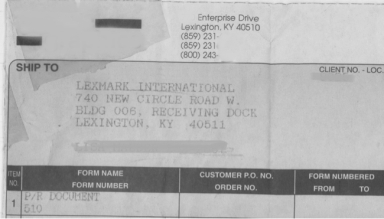 Enterprise Drive
Lexington, KY 40510
(859) 231-
(859) 231-
(800) 243-
SHIP TO
CLIENT NO. - LOC.
LEXMARK INTERNATIONAL
740 NEW CIRCLE ROAD W.
BLDG 005, RECEIVING DOCK
LEXINGTON, KY 40511
ITEM NO.
FORM NAME
FORM NUMBER
CUSTOMER P.O. NO.
ORDER NO.
FORM NUMBERED
FROM TO
1
P/R DOCUMENT
510